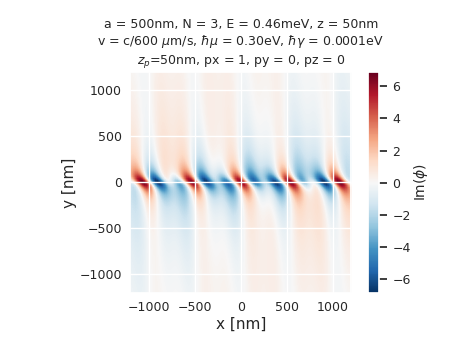 a = 500nm, N = 3, E = 0.46meV, z = 50nm
v = c/600 μm/s, ℏμ = 0.30eV, ℏγ = 0.0001eV
z_p=50nm, px = 1, py = 0, pz = 0
1000
500
0
−500
−1000
y [nm]
−1000 −500 0 500 1000
x [nm]
6
4
2
0
−2
−4
−6
Im(ϕ)